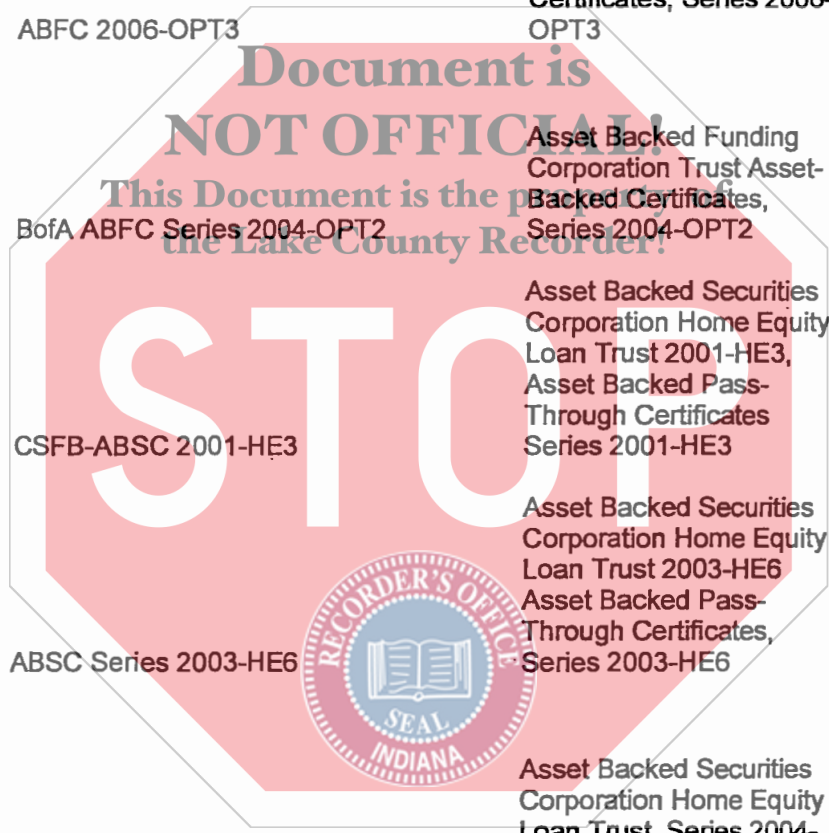 Certificates, Series 2006-
ABFC 2006-OPT3
OPT3
Document is
NOT OFFICIAL!
This Document is the property of
the Lake County Recorder!
Asset Backed Funding
Corporation Trust Asset-
Backed Certificates,
BofA ABFC Series 2004-OPT2
Series 2004-OPT2
STOP
Asset Backed Securities
Corporation Home Equity
Loan Trust 2001-HE3,
Asset Backed Pass-
Through Certificates
CSFB-ABSC 2001-HE3
Series 2001-HE3
Asset Backed Securities
Corporation Home Equity
Loan Trust 2003-HE6
Asset Backed Pass-
Through Certificates,
ABSC Series 2003-HE6
Series 2003-HE6
RECORDER'S OFFICE
SEAL
INDIANA
Asset Backed Securities
Corporation Home Equity
Loan Trust, Series 2004-